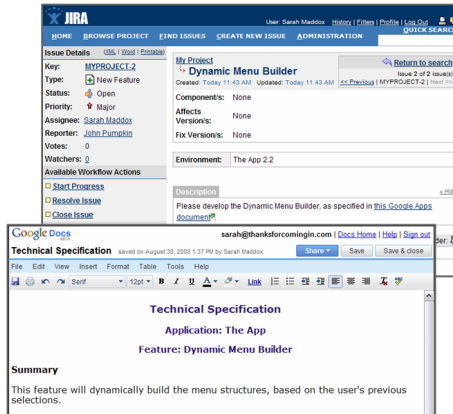 JIRA
User: Sarah Maddox History | Filters | Profile | Log Out
HOME BROWSE PROJECT FIND ISSUES CREATE NEW ISSUE ADMINISTRATION QUICK SEARC
Issue Details (XML | Word | Printable)
Key: MYPROJECT-2
Type: New Feature
Status: Open
Priority: Major
Assignee: Sarah Maddox
Reporter: John Pumpkin
Votes: 0
Watchers: 0
Available Workflow Actions
Start Progress
Resolve Issue
Close Issue
My Project
Dynamic Menu Builder
Created: Today 11:43 AM Updated: Today 11:43 AM
Return to search
Issue 2 of 2 issue(s)
<< Previous | MYPROJECT-2 | Next >>
Component/s: None
Affects Version/s: None
Fix Version/s: None
Environment: The App 2.2
Description
« Hid
Please develop the Dynamic Menu Builder, as specified in this Google Apps
document.
der:
Google Docs
BETA
sarah@thanksforcomingin.com | Docs Home | Help | Sign out
Technical Specification saved on August 30, 2008 1:37 PM by Sarah Maddox Share Save Save & close
File Edit View Insert Format Table Tools Help
Serif 12pt B I U A Link
Technical Specification
Application: The App
Feature: Dynamic Menu Builder
Summary
This feature will dynamically build the menu structures, based on the user's previous
selections.